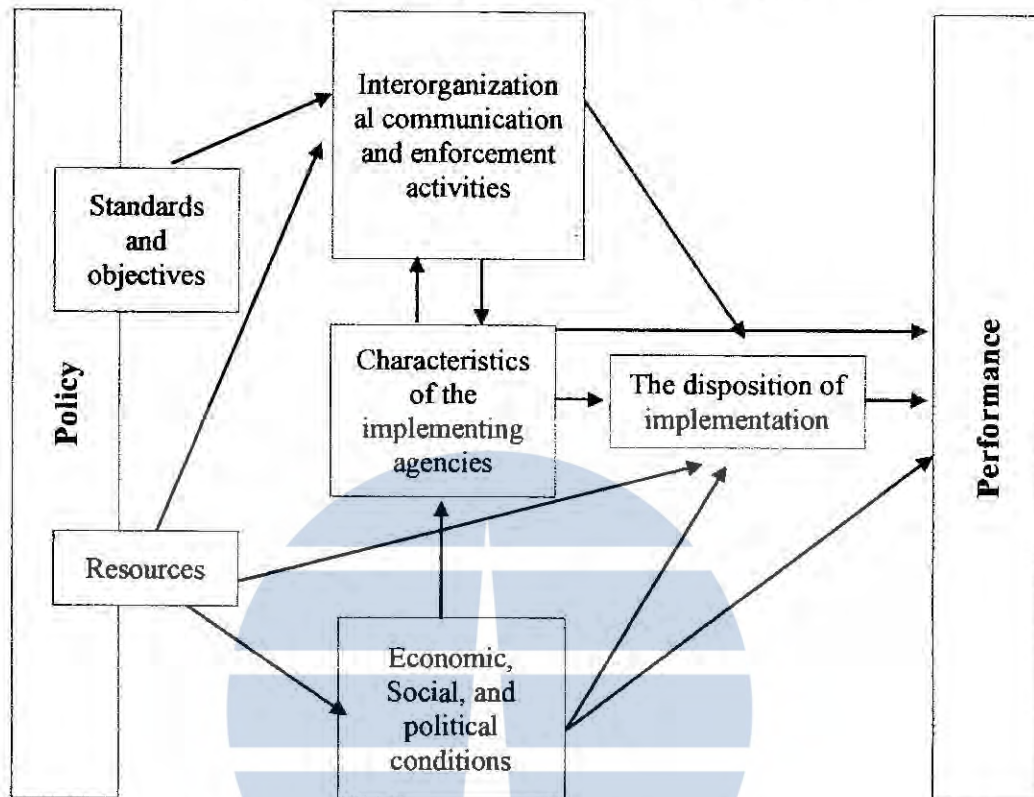 Policy
Standards
and
objectives
Resources
Interorganization
al communication
and enforcement
activities
Characteristics
of the
implementing
agencies
The disposition of
implementation
Economic,
Social, and
political
conditions
Performance